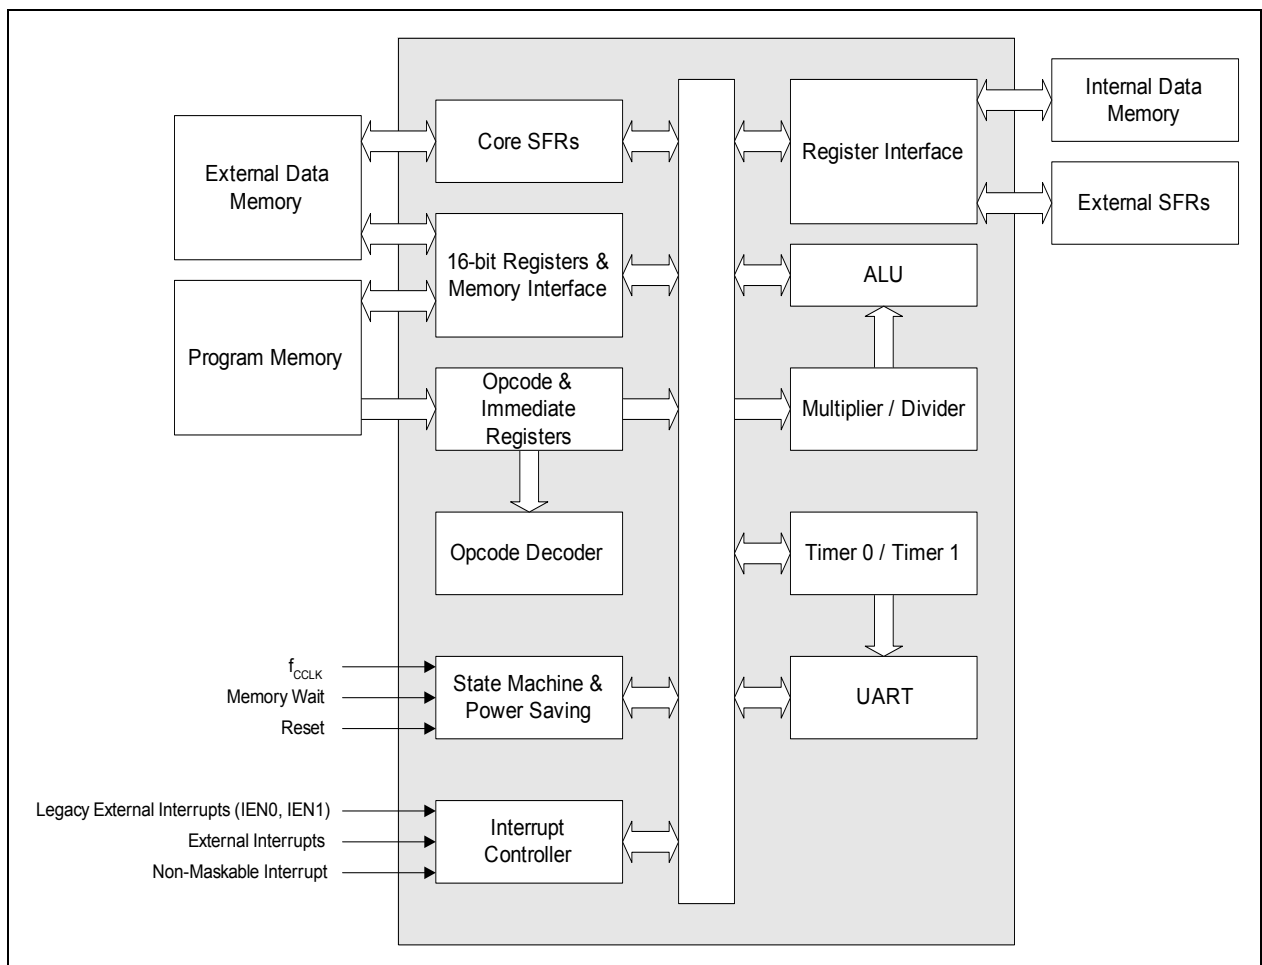 External Data
Memory
Program Memory
Core SFRs
16-bit Registers &
Memory Interface
Opcode &
Immediate
Registers
Opcode Decoder
State Machine &
Power Saving
Interrupt
Controller
Register Interface
ALU
Multiplier / Divider
Timer 0 / Timer 1
UART
Internal Data
Memory
External SFRs
fCCLK
Memory Wait
Reset
Legacy External Interrupts (IEN0, IEN1)
External Interrupts
Non-Maskable Interrupt